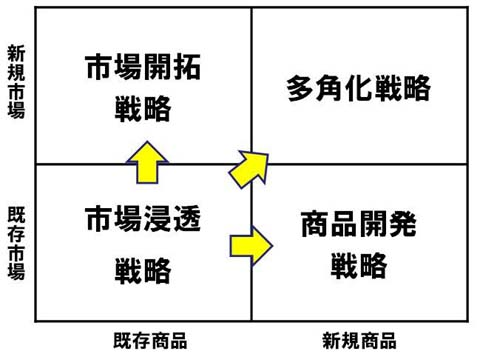 新規市場
市場開拓
戦略
多角化戦略
既存市場
市場浸透
戦略
商品開発
戦略
既存商品
新規商品